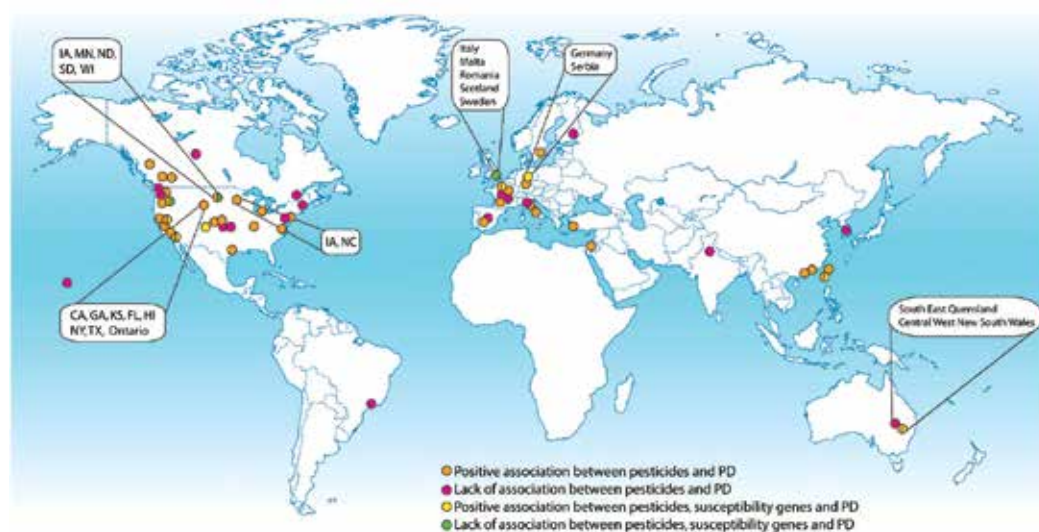 IA, MN, ND,
SD, WI
Italy
Malta
Romania
Scotland
Sweden
Germany
Serbia
IA, NC
CA, GA, KS, FL, HI
NY, TX, Ontario
South East Queensland
Central West New South Wales
Positive association between pesticides and PD
Lack of association between pesticides and PD
Positive association between pesticides, susceptibility genes and PD
Lack of association between pesticides, susceptibility genes and PD